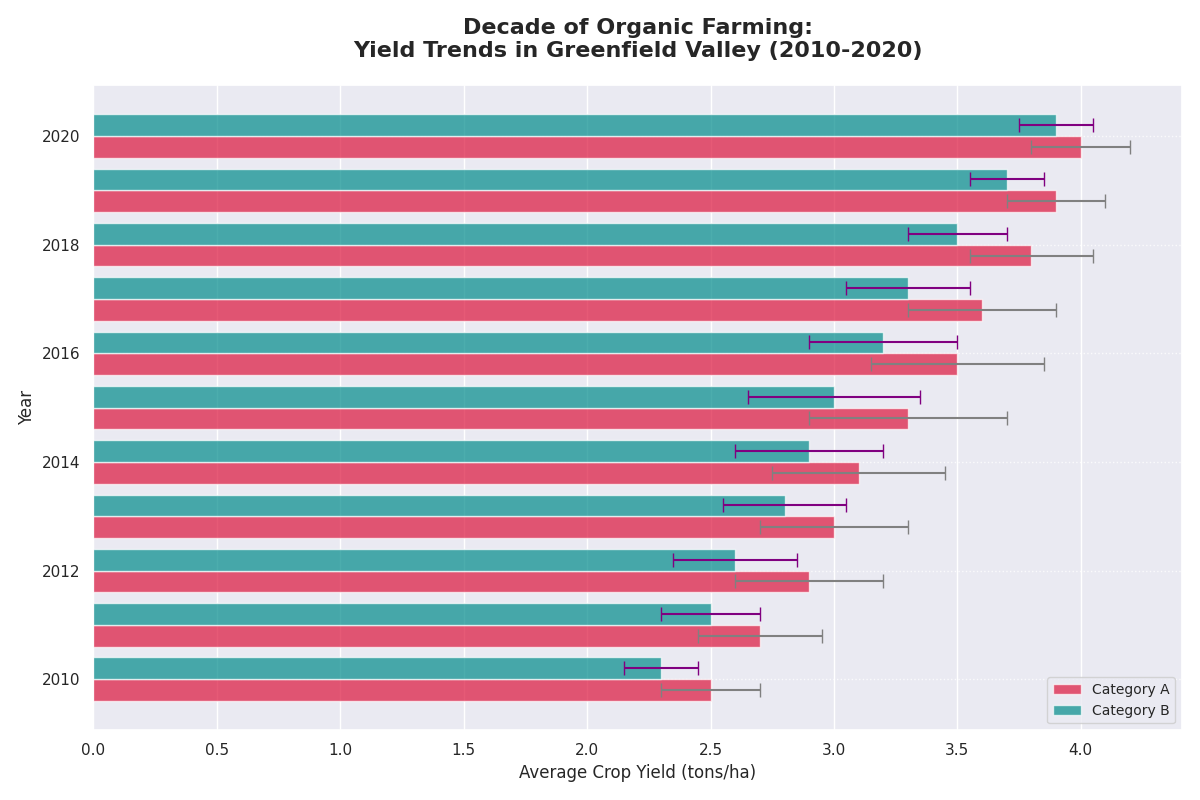 Decade of Organic Farming:
Yield Trends in Greenfield Valley (2010-2020)
2020
2018
2016
2014
2012
2010
Year
Category A
Category B
0.0 0.5 1.0 1.5 2.0 2.5 3.0 3.5 4.0
Average Crop Yield (tons/ha)